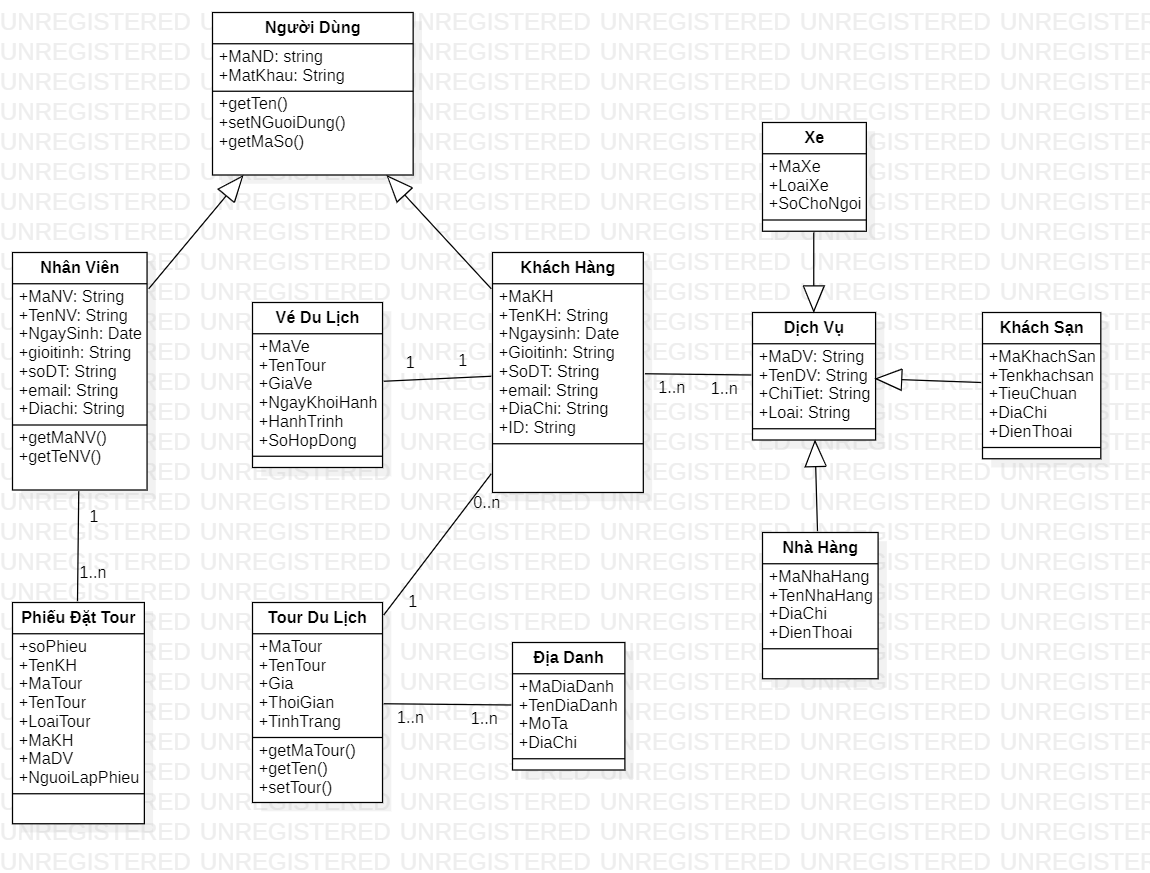 Người Dùng
+MaND: string
+MatKhau: String
+getTen()
+setNGuoiDung()
+getMaSo()
Xe
+MaXe
+LoaiXe
+SoChoNgoi
Nhân Viên
+MaNV: String
+TenNV: String
+NgaySinh: Date
+gioitinh: String
+soDT: String
+email: String
+Diachi: String
+getMaNV()
+getTeNV()
Vé Du Lịch
+MaVe
+TenTour
+GiaVe
+NgayKhoiHanh
+HanhTrinh
+SoHopDong
1
1
Khách Hàng
+MaKH
+TenKH: String
+Ngaysinh: Date
+Gioitinh: String
+SoDT: String
+email: String
+DiaChi: String
+ID: String
1..n
1..n
Dịch Vụ
+MaDV: String
+TenDV: String
+ChiTiet: String
+Loai: String
Khách Sạn
+MaKhachSan
+Tenkhachsan
+TieuChuan
+DiaChi
+DienThoai
0..n
1
1
1..n
Nhà Hàng
+MaNhaHang
+TenNhaHang
+DiaChi
+DienThoai
Phiếu Đặt Tour
+soPhieu
+TenKH
+MaTour
+TenTour
+LoaiTour
+MaKH
+MaDV
+NguoiLapPhieu
Tour Du Lịch
+MaTour
+TenTour
+Gia
+ThoiGian
+TinhTrang
+getMaTour()
+getTen()
+setTour()
1..n
1..n
Địa Danh
+MaDiaDanh
+TenDiaDanh
+MoTa
+DiaChi
UNREGISTERED